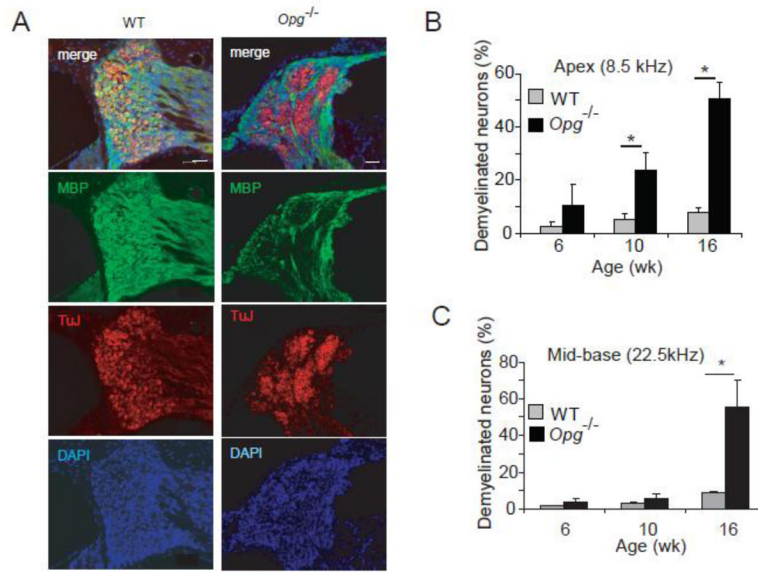 A
WT
Opg-/-
merge
merge
MBP
MBP
TuJ
TuJ
DAPI
DAPI
B
Demyelinated neurons (%)
Apex (8.5 kHz)
WT
Opg-/-
*
*
60
40
20
0
6
10
16
Age (wk)
C
Demyelinated neurons (%)
Mid-base (22.5kHz)
WT
Opg-/-
*
80
60
40
20
0
6
10
16
Age (wk)